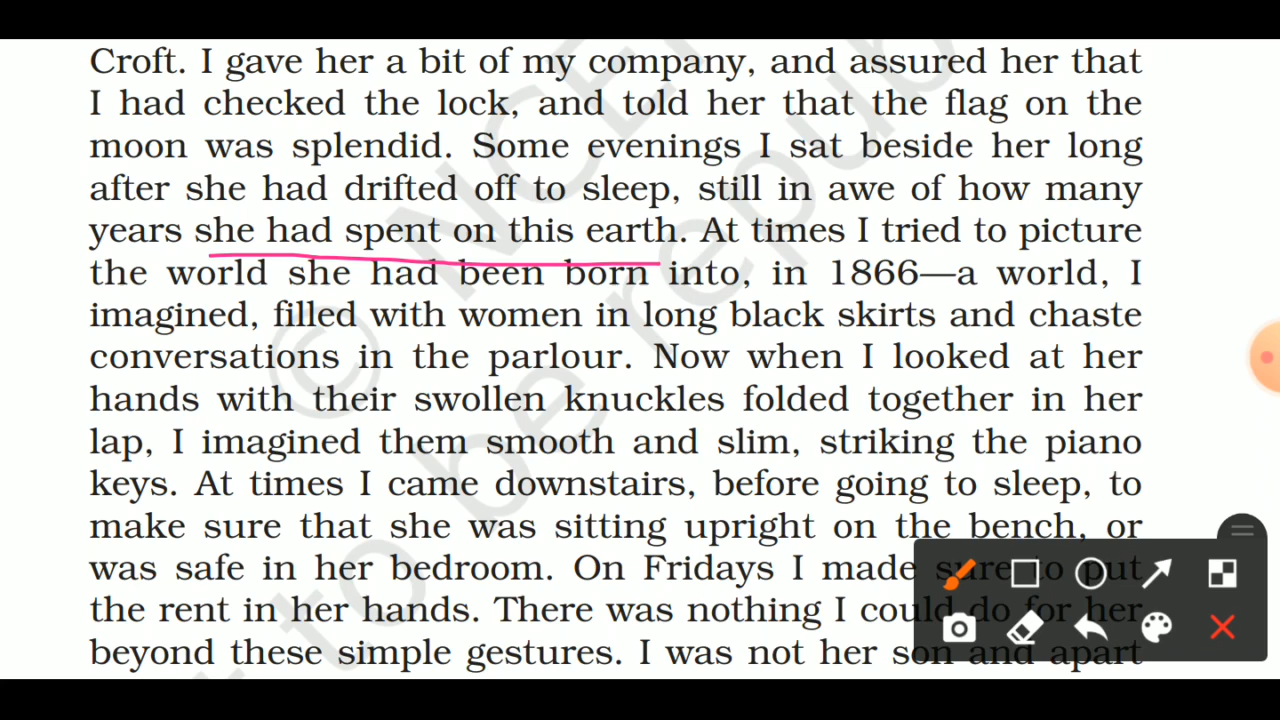 Croft. I gave her a bit of my company, and assured her that
I had checked the lock, and told her that the flag on the
moon was splendid. Some evenings I sat beside her long
after she had drifted off to sleep, still in awe of how many
years she had spent on this earth. At times I tried to picture
the world she had been born into, in 1866—a world, I
imagined, filled with women in long black skirts and chaste
conversations in the parlour. Now when I looked at her
hands with their swollen knuckles folded together in her
lap, I imagined them smooth and slim, striking the piano
keys. At times I came downstairs, before going to sleep, to
make sure that she was sitting upright on the bench, or
was safe in her bedroom. On Fridays I made sure to put
the rent in her hands. There was nothing I could do for her
beyond these simple gestures. I was not her son and apart
© NCE
to be repub